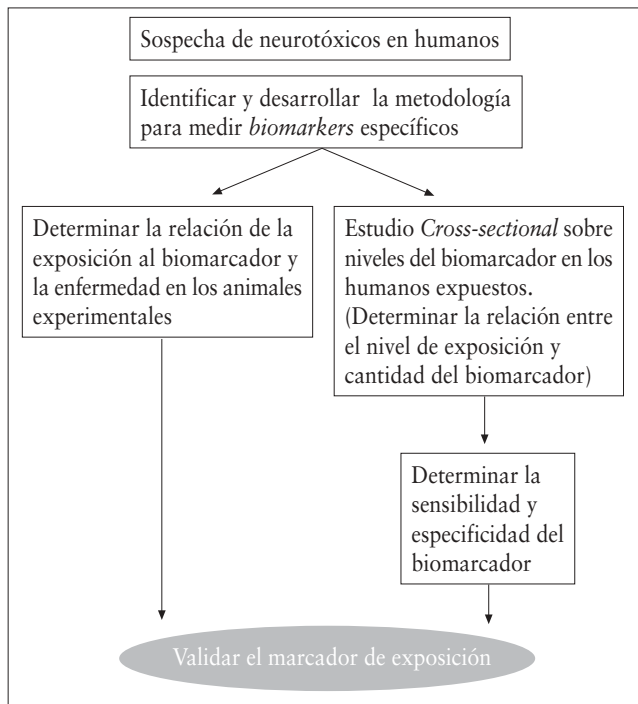 Sospecha de neurotóxicos en humanos
Identificar y desarrollar la metodología
para medir biomarkers específicos
Determinar la relación de la
exposición al biomarcador y
la enfermedad en los animales
experimentales
Estudio Cross-sectional sobre
niveles del biomarcador en los
humanos expuestos.
(Determinar la relación entre
el nivel de exposición y
cantidad del biomarcador)
Determinar la
sensibilidad y
especificidad del
biomarcador
Validar el marcador de exposición